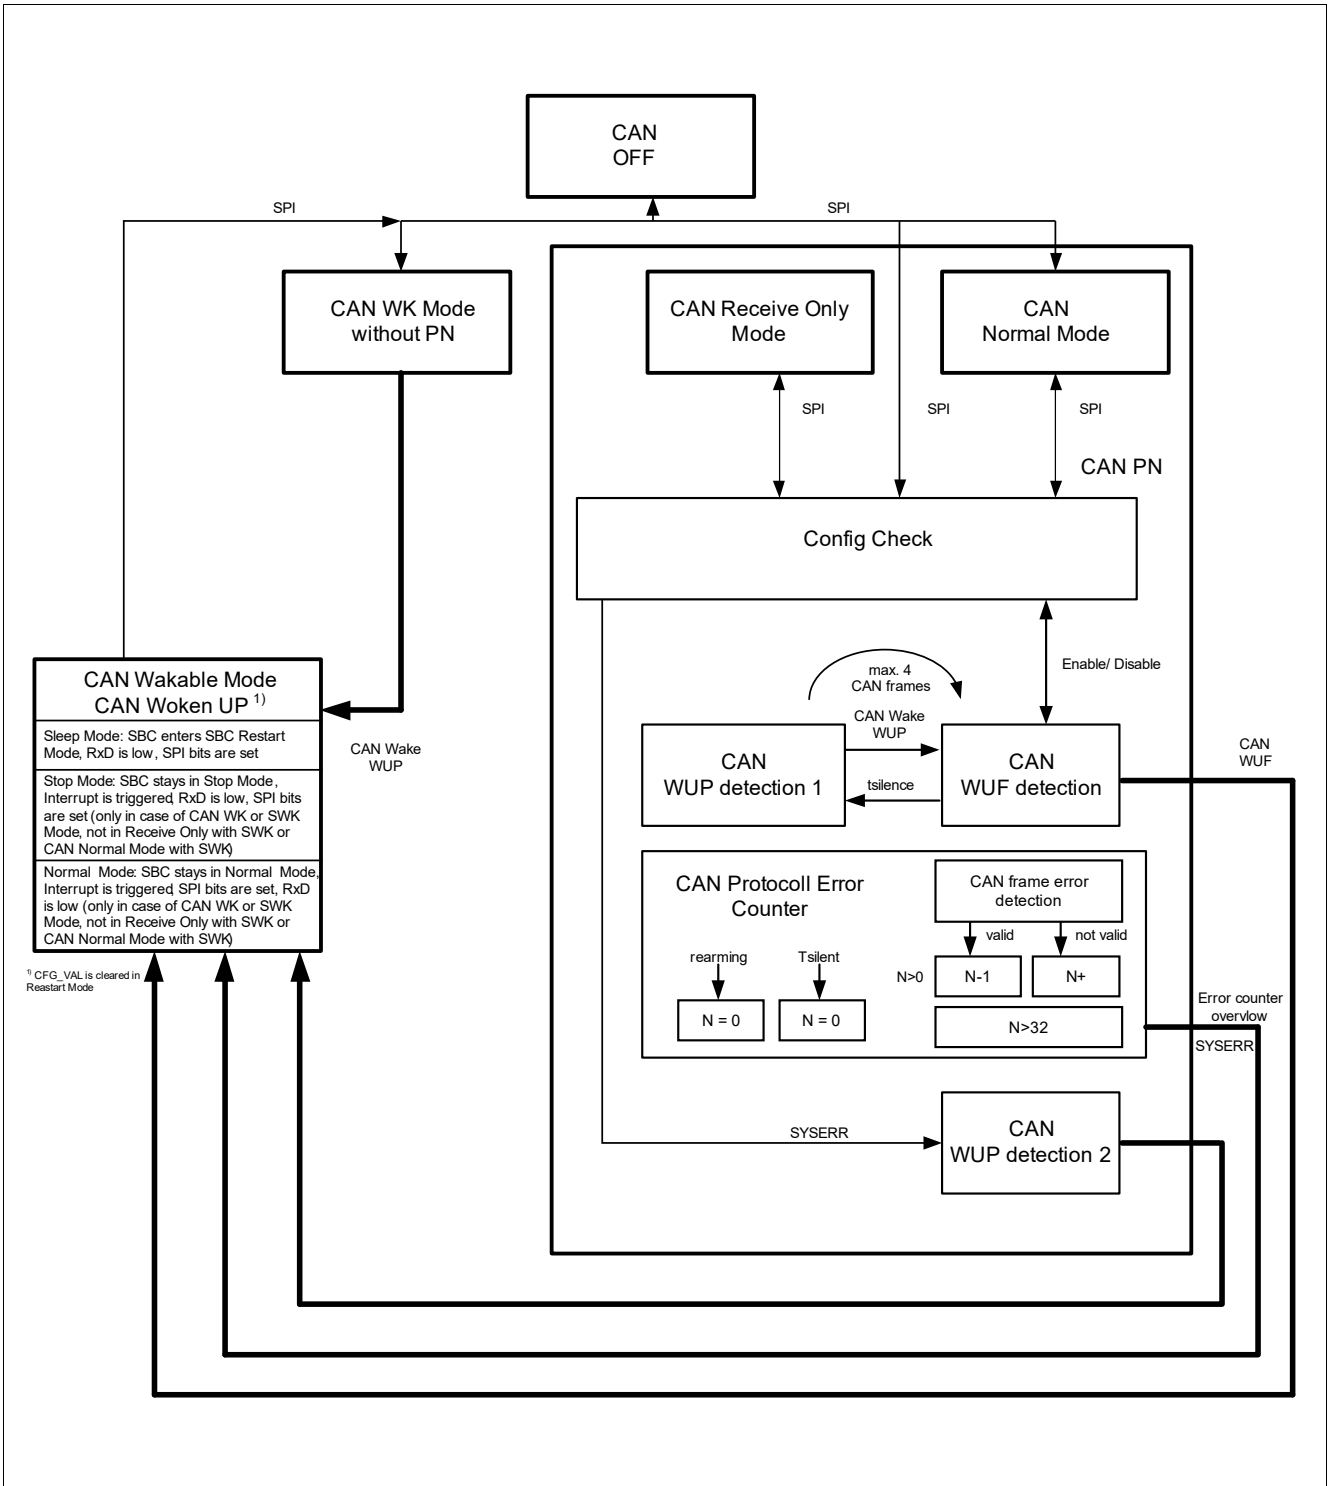 CAN
OFF
SPI
SPI
CAN WK Mode
without PN
CAN Receive Only
Mode
CAN
Normal Mode
SPI
SPI
SPI
CAN PN
Config Check
Enable/ Disable
max. 4
CAN frames
CAN Wake
WUP
CAN
WUP detection 1
tsilence
CAN
WUF detection
CAN
WUF
CAN Wakable Mode
CAN Woken UP 1)
Sleep Mode: SBC enters SBC Restart
Mode, RxD is low, SPI bits are set
Stop Mode: SBC stays in Stop Mode,
Interrupt is triggered, RxD is low, SPI bits
are set (only in case of CAN WK or SWK
Mode, not in Receive Only with SWK or
CAN Normal Mode with SWK)
Normal Mode: SBC stays in Normal Mode,
Interrupt is triggered, SPI bits are set, RxD
is low (only in case of CAN WK or SWK
Mode, not in Receive Only with SWK or
CAN Normal Mode with SWK)
1) CFG_VAL is cleared in
Reastart Mode
CAN Wake
WUP
CAN Protocoll Error
Counter
CAN frame error
detection
valid
not valid
rearming
Tsilent
N>0
N-1
N+
N = 0
N = 0
N>32
Error counter
overvlow
SYSERR
SYSERR
CAN
WUP detection 2